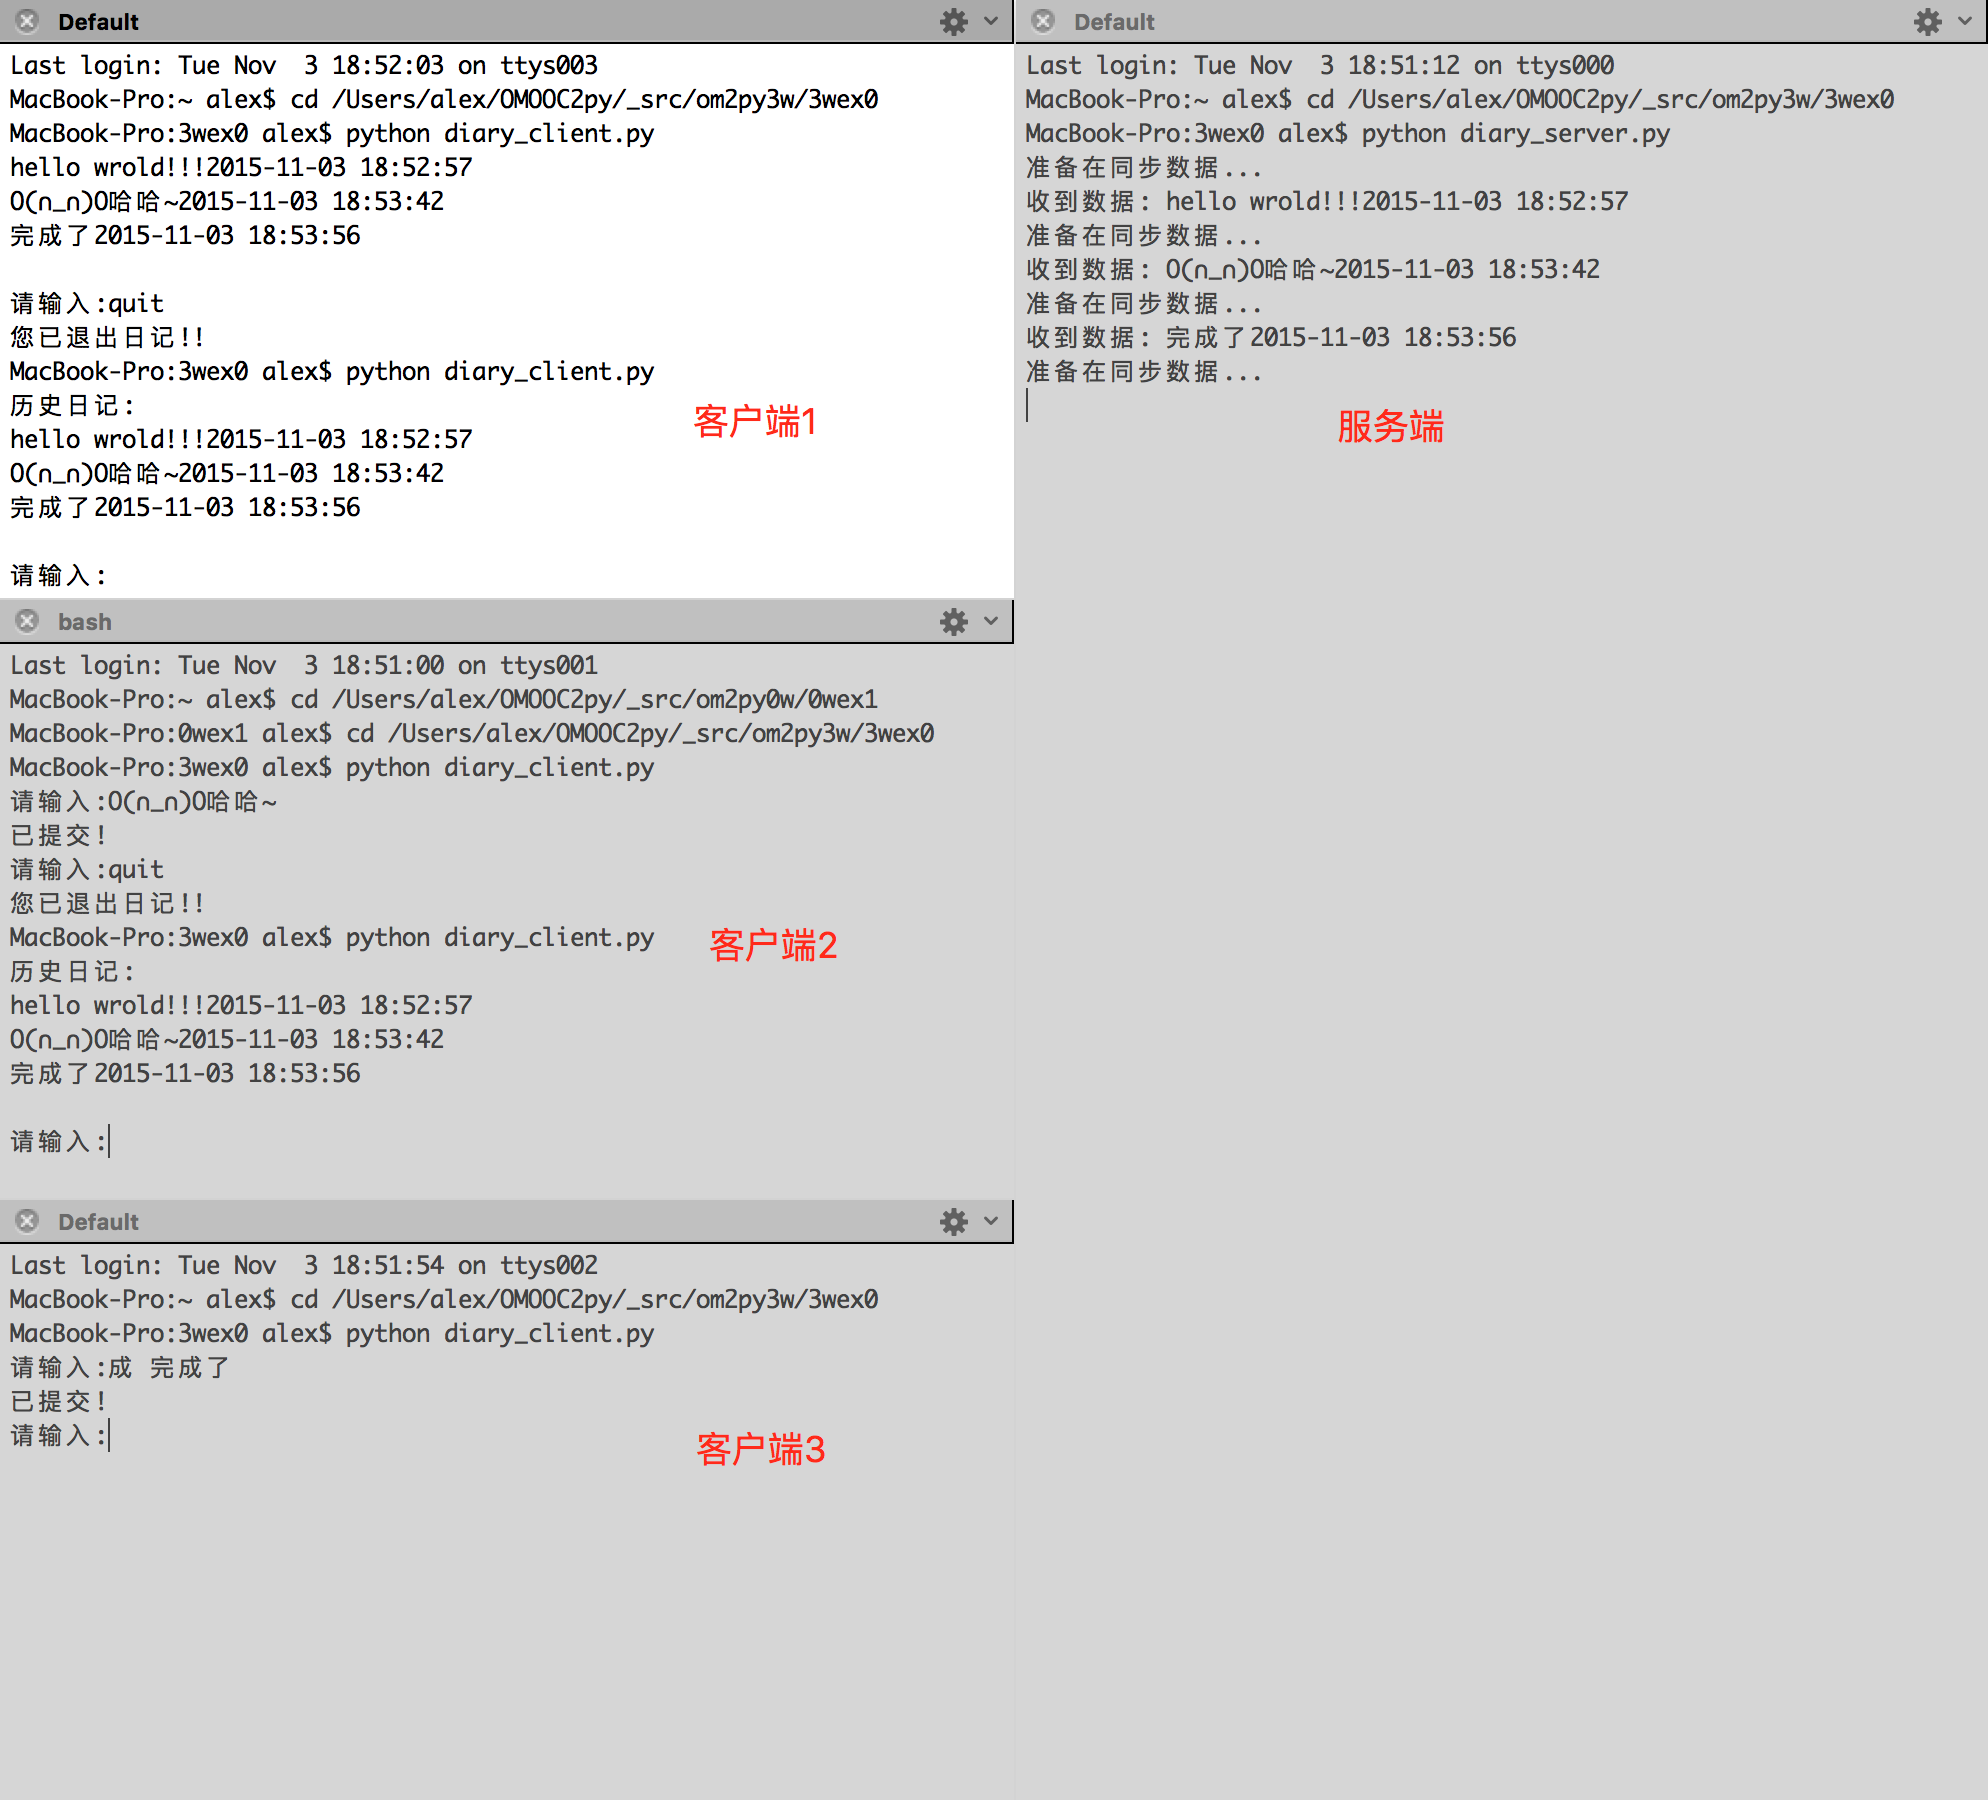 Default
Last login: Tue Nov  3 18:52:03 on ttys003
MacBook-Pro:~ alex$ cd /Users/alex/OMOOC2py/_src/om2py3w/3wex0
MacBook-Pro:3wex0 alex$ python diary_client.py
hello wrold!!!2015-11-03 18:52:57
O(∩_∩)O哈哈~2015-11-03 18:53:42
完成了2015-11-03 18:53:56
请输入:quit
您已退出日记!!
MacBook-Pro:3wex0 alex$ python diary_client.py
历史日记:
hello wrold!!!2015-11-03 18:52:57
O(∩_∩)O哈哈~2015-11-03 18:53:42
完成了2015-11-03 18:53:56
请输入:
客户端1
bash
Last login: Tue Nov  3 18:51:00 on ttys001
MacBook-Pro:~ alex$ cd /Users/alex/OMOOC2py/_src/om2py0w/0wex1
MacBook-Pro:0wex1 alex$ cd /Users/alex/OMOOC2py/_src/om2py3w/3wex0
MacBook-Pro:3wex0 alex$ python diary_client.py
请输入:O(∩_∩)O哈哈~
已提交!
请输入:quit
您已退出日记!!
MacBook-Pro:3wex0 alex$ python diary_client.py
历史日记:
hello wrold!!!2015-11-03 18:52:57
O(∩_∩)O哈哈~2015-11-03 18:53:42
完成了2015-11-03 18:53:56
请输入:
客户端2
Default
Last login: Tue Nov  3 18:51:54 on ttys002
MacBook-Pro:~ alex$ cd /Users/alex/OMOOC2py/_src/om2py3w/3wex0
MacBook-Pro:3wex0 alex$ python diary_client.py
请输入:成 完成了
已提交!
请输入:
客户端3
Default
Last login: Tue Nov  3 18:51:12 on ttys000
MacBook-Pro:~ alex$ cd /Users/alex/OMOOC2py/_src/om2py3w/3wex0
MacBook-Pro:3wex0 alex$ python diary_server.py
准备在同步数据...
收到数据: hello wrold!!!2015-11-03 18:52:57
准备在同步数据...
收到数据: O(∩_∩)O哈哈~2015-11-03 18:53:42
准备在同步数据...
收到数据: 完成了2015-11-03 18:53:56
准备在同步数据...
服务端